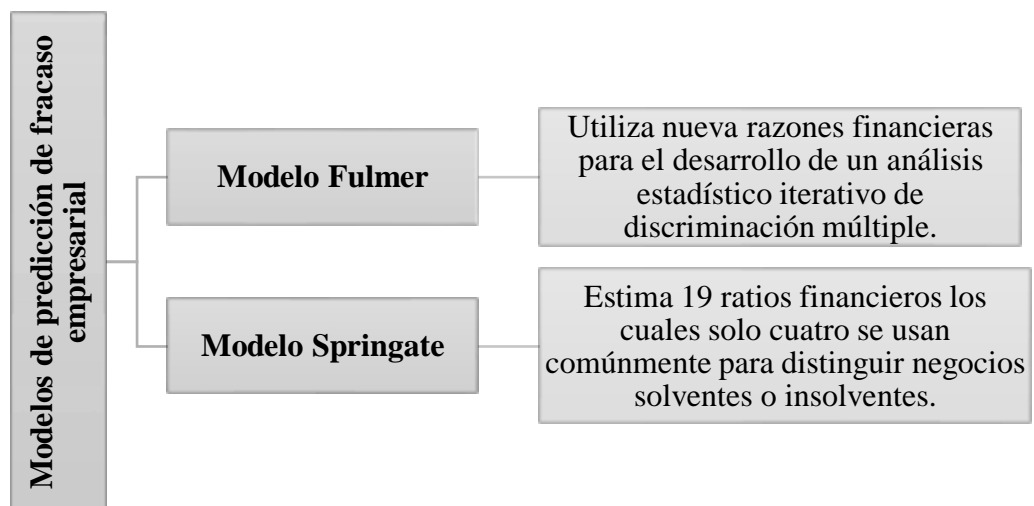 Modelos de predicción de fracaso
empresarial
Modelo Fulmer
Utiliza nueva razones financieras
para el desarrollo de un análisis
estadístico iterativo de
discriminación múltiple.
Modelo Springate
Estima 19 ratios financieros los
cuales solo cuatro se usan
comúnmente para distinguir negocios
solventes o insolventes.